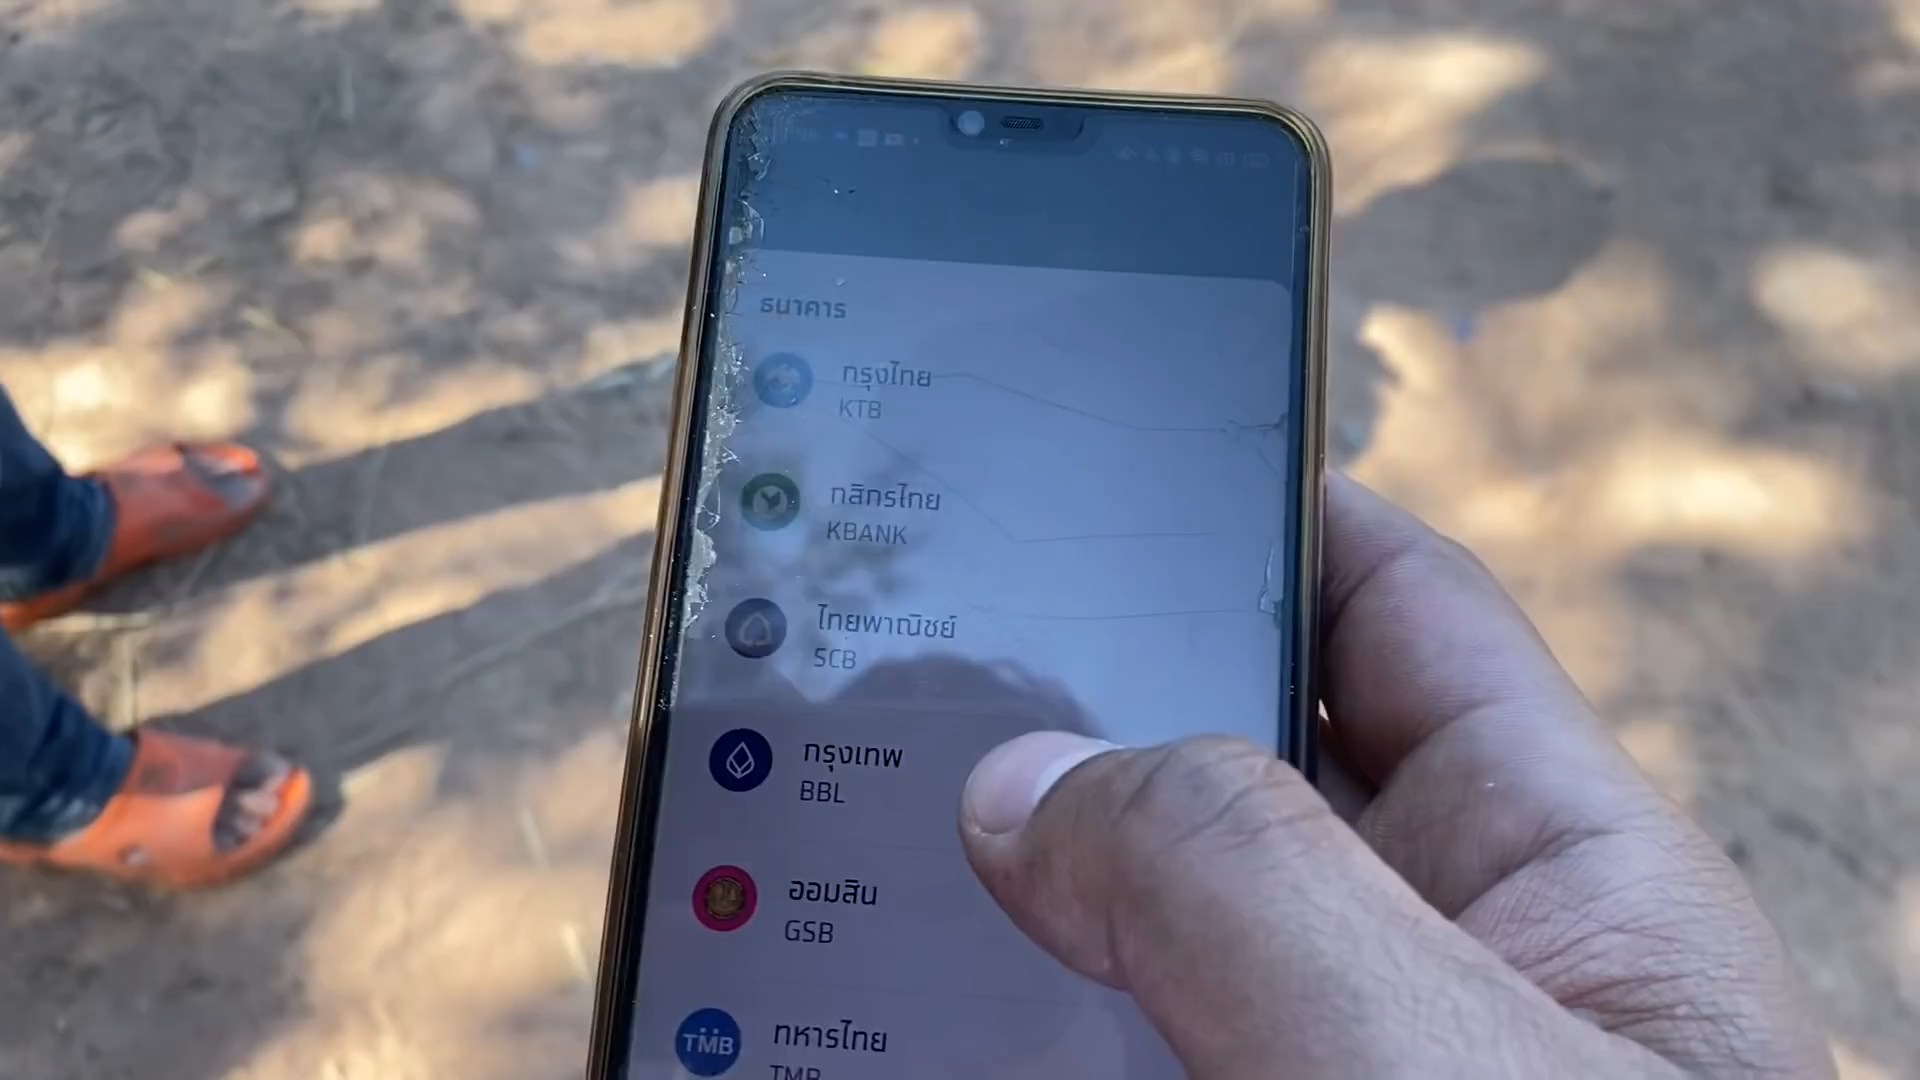 ธนาคาร
กรุงไทย
KTB
กสิกรไทย
KBANK
ไทยพาณิชย์
SCB
กรุงเทพ
BBL
ออมสิน
GSB
TMB
ทหารไทย
TMB